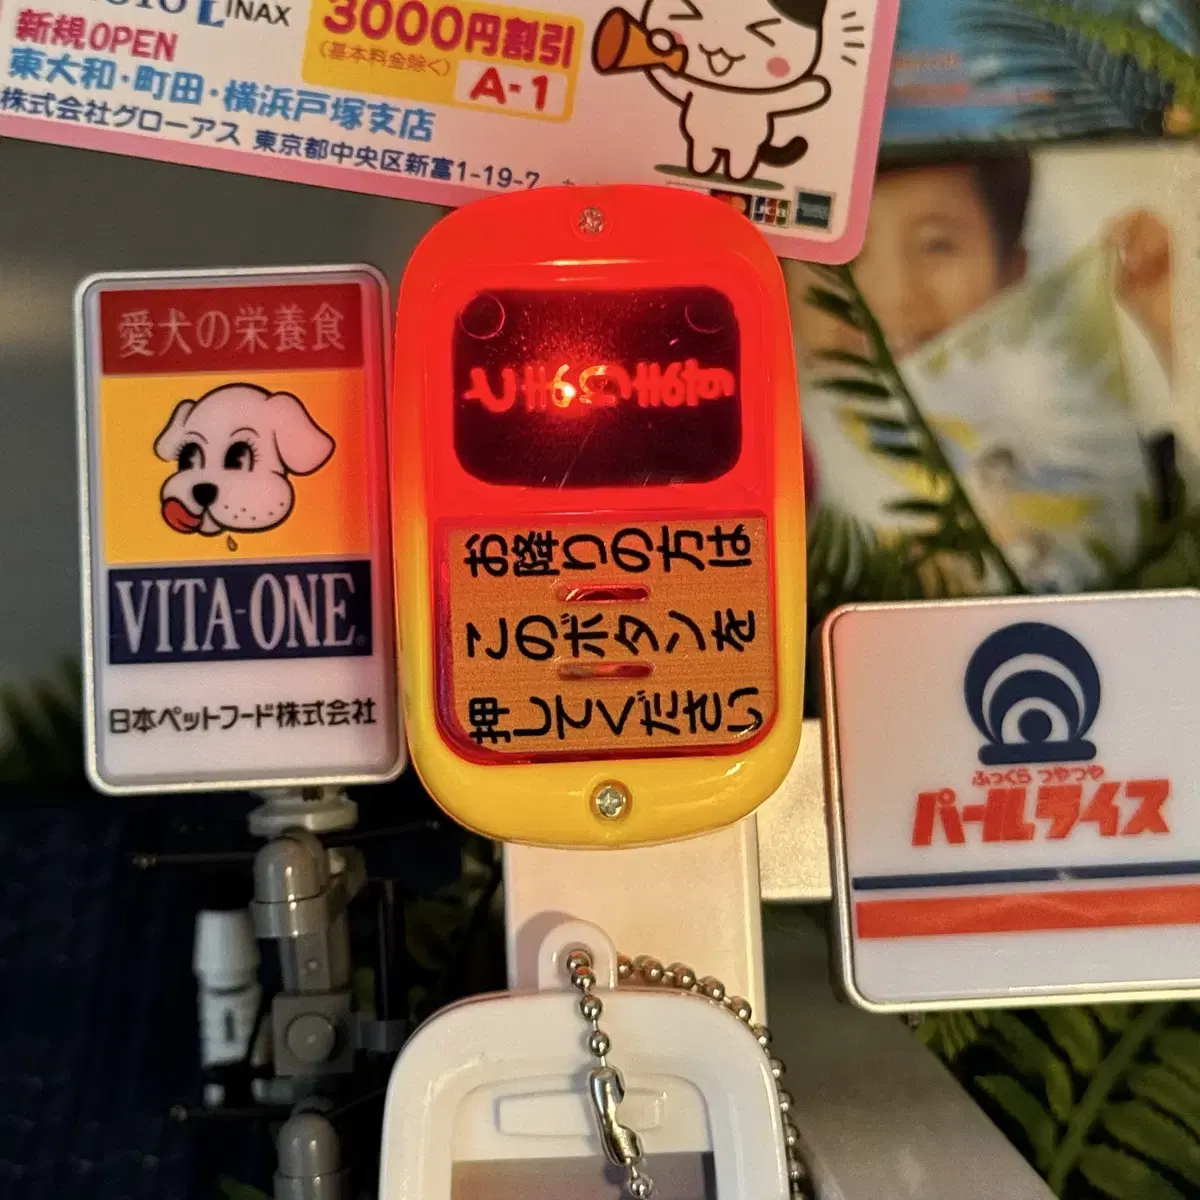 INAX
新規OPEN
3000円割引
(基本料金除く)
A-1
東大和・町田・横浜戸塚支店
株式会社グローアス 東京都中央区新富1-19-7
JCB
愛犬の栄養食
VITA-ONE
日本ペットフード株式会社
とまります
お降りの方は
このボタンを
押してください
ふっくら つやつや
パールライス